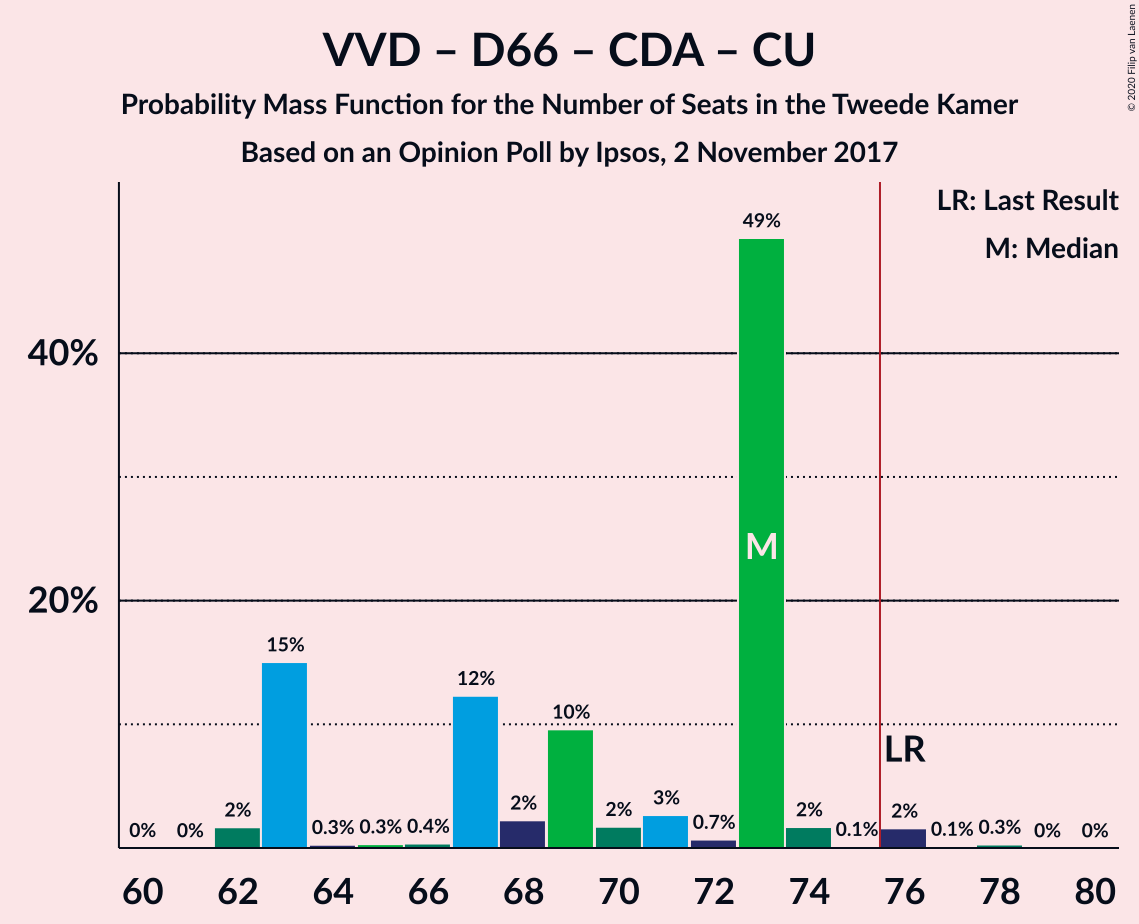 VVD – D66 – CDA – CU
Probability Mass Function for the Number of Seats in the Tweede Kamer
Based on an Opinion Poll by Ipsos, 2 November 2017
© 2020 Filip van Laenen
LR: Last Result
M: Median
40%
20%
0% 0% 2% 15% 0.3% 0.3% 0.4% 12% 2% 10% 2% 3% 0.7% 49% 2% 0.1% 2% 0.1% 0.3% 0% 0%
M
LR
60 62 64 66 68 70 72 74 76 78 80